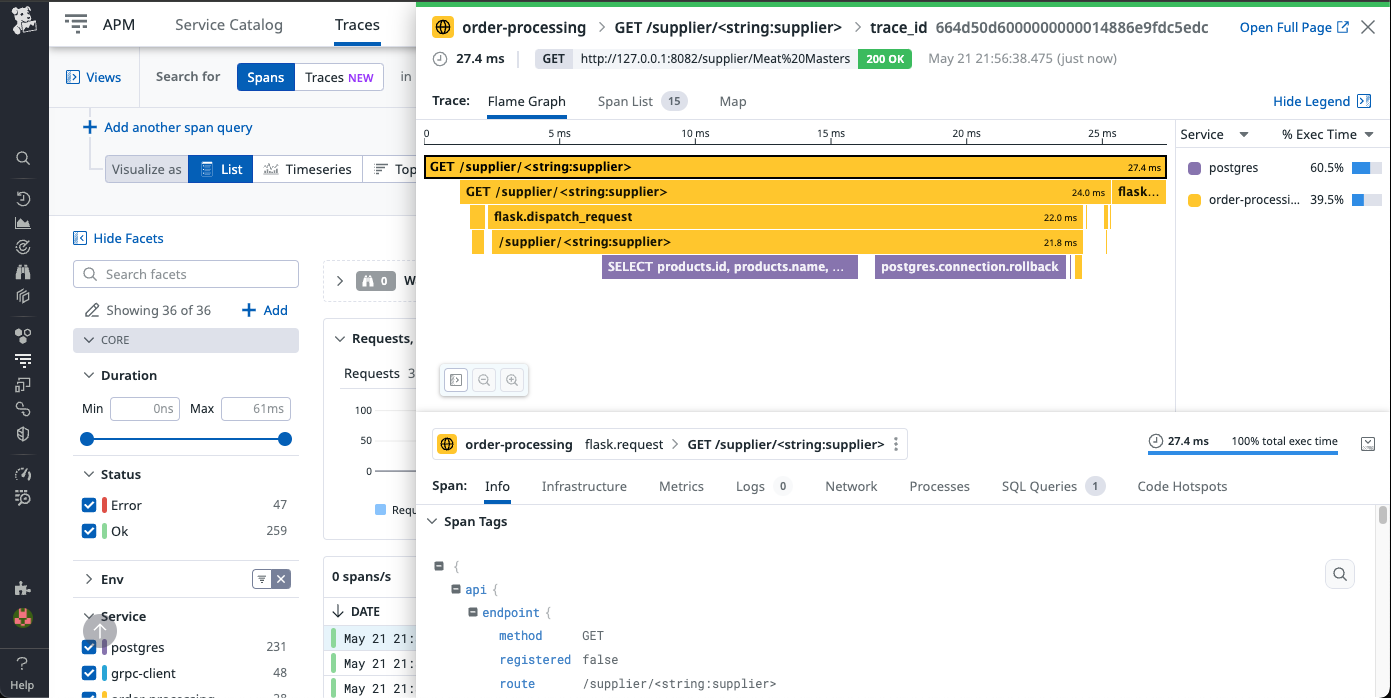 APM
Service Catalog
Traces
Views
Search for
Spans
Traces NEW
in
Add another span query
Visualize as
List
Timeseries
Top
Hide Facets
Search facets
Showing 36 of 36
Add
CORE
Duration
Min
0ns
Max
61ms
Status
Error
47
Ok
259
Env
Service
postgres
231
grpc-client
48
Help
0
W
Requests,
Requests
3
100
50
0
Requ
0 spans/s
DATE
May 21 21:
May 21 21:
May 21 21:
order-processing > GET /supplier/<string:supplier> > trace_id 664d50d6000000000014886e9fdc5edc
Open Full Page
27.4 ms
GET http://127.0.0.1:8082/supplier/Meat%20Masters 200 OK
May 21 21:56:38.475 (just now)
Trace:
Flame Graph
Span List 15
Map
Hide Legend
0
5 ms
10 ms
15 ms
20 ms
25 ms
GET /supplier/<string:supplier> 27.4 ms
GET /supplier/<string:supplier> 24.0 ms
flask...
flask.dispatch_request 22.0 ms
/supplier/<string:supplier> 21.8 ms
SELECT products.id, products.name, ...
postgres.connection.rollback
Service
% Exec Time
postgres 60.5%
order-processi... 39.5%
order-processing flask.request > GET /supplier/<string:supplier>
27.4 ms 100% total exec time
Span:
Info
Infrastructure
Metrics
Logs 0
Network
Processes
SQL Queries 1
Code Hotspots
Span Tags
{
api {
endpoint {
method GET
registered false
route /supplier/<string:supplier>